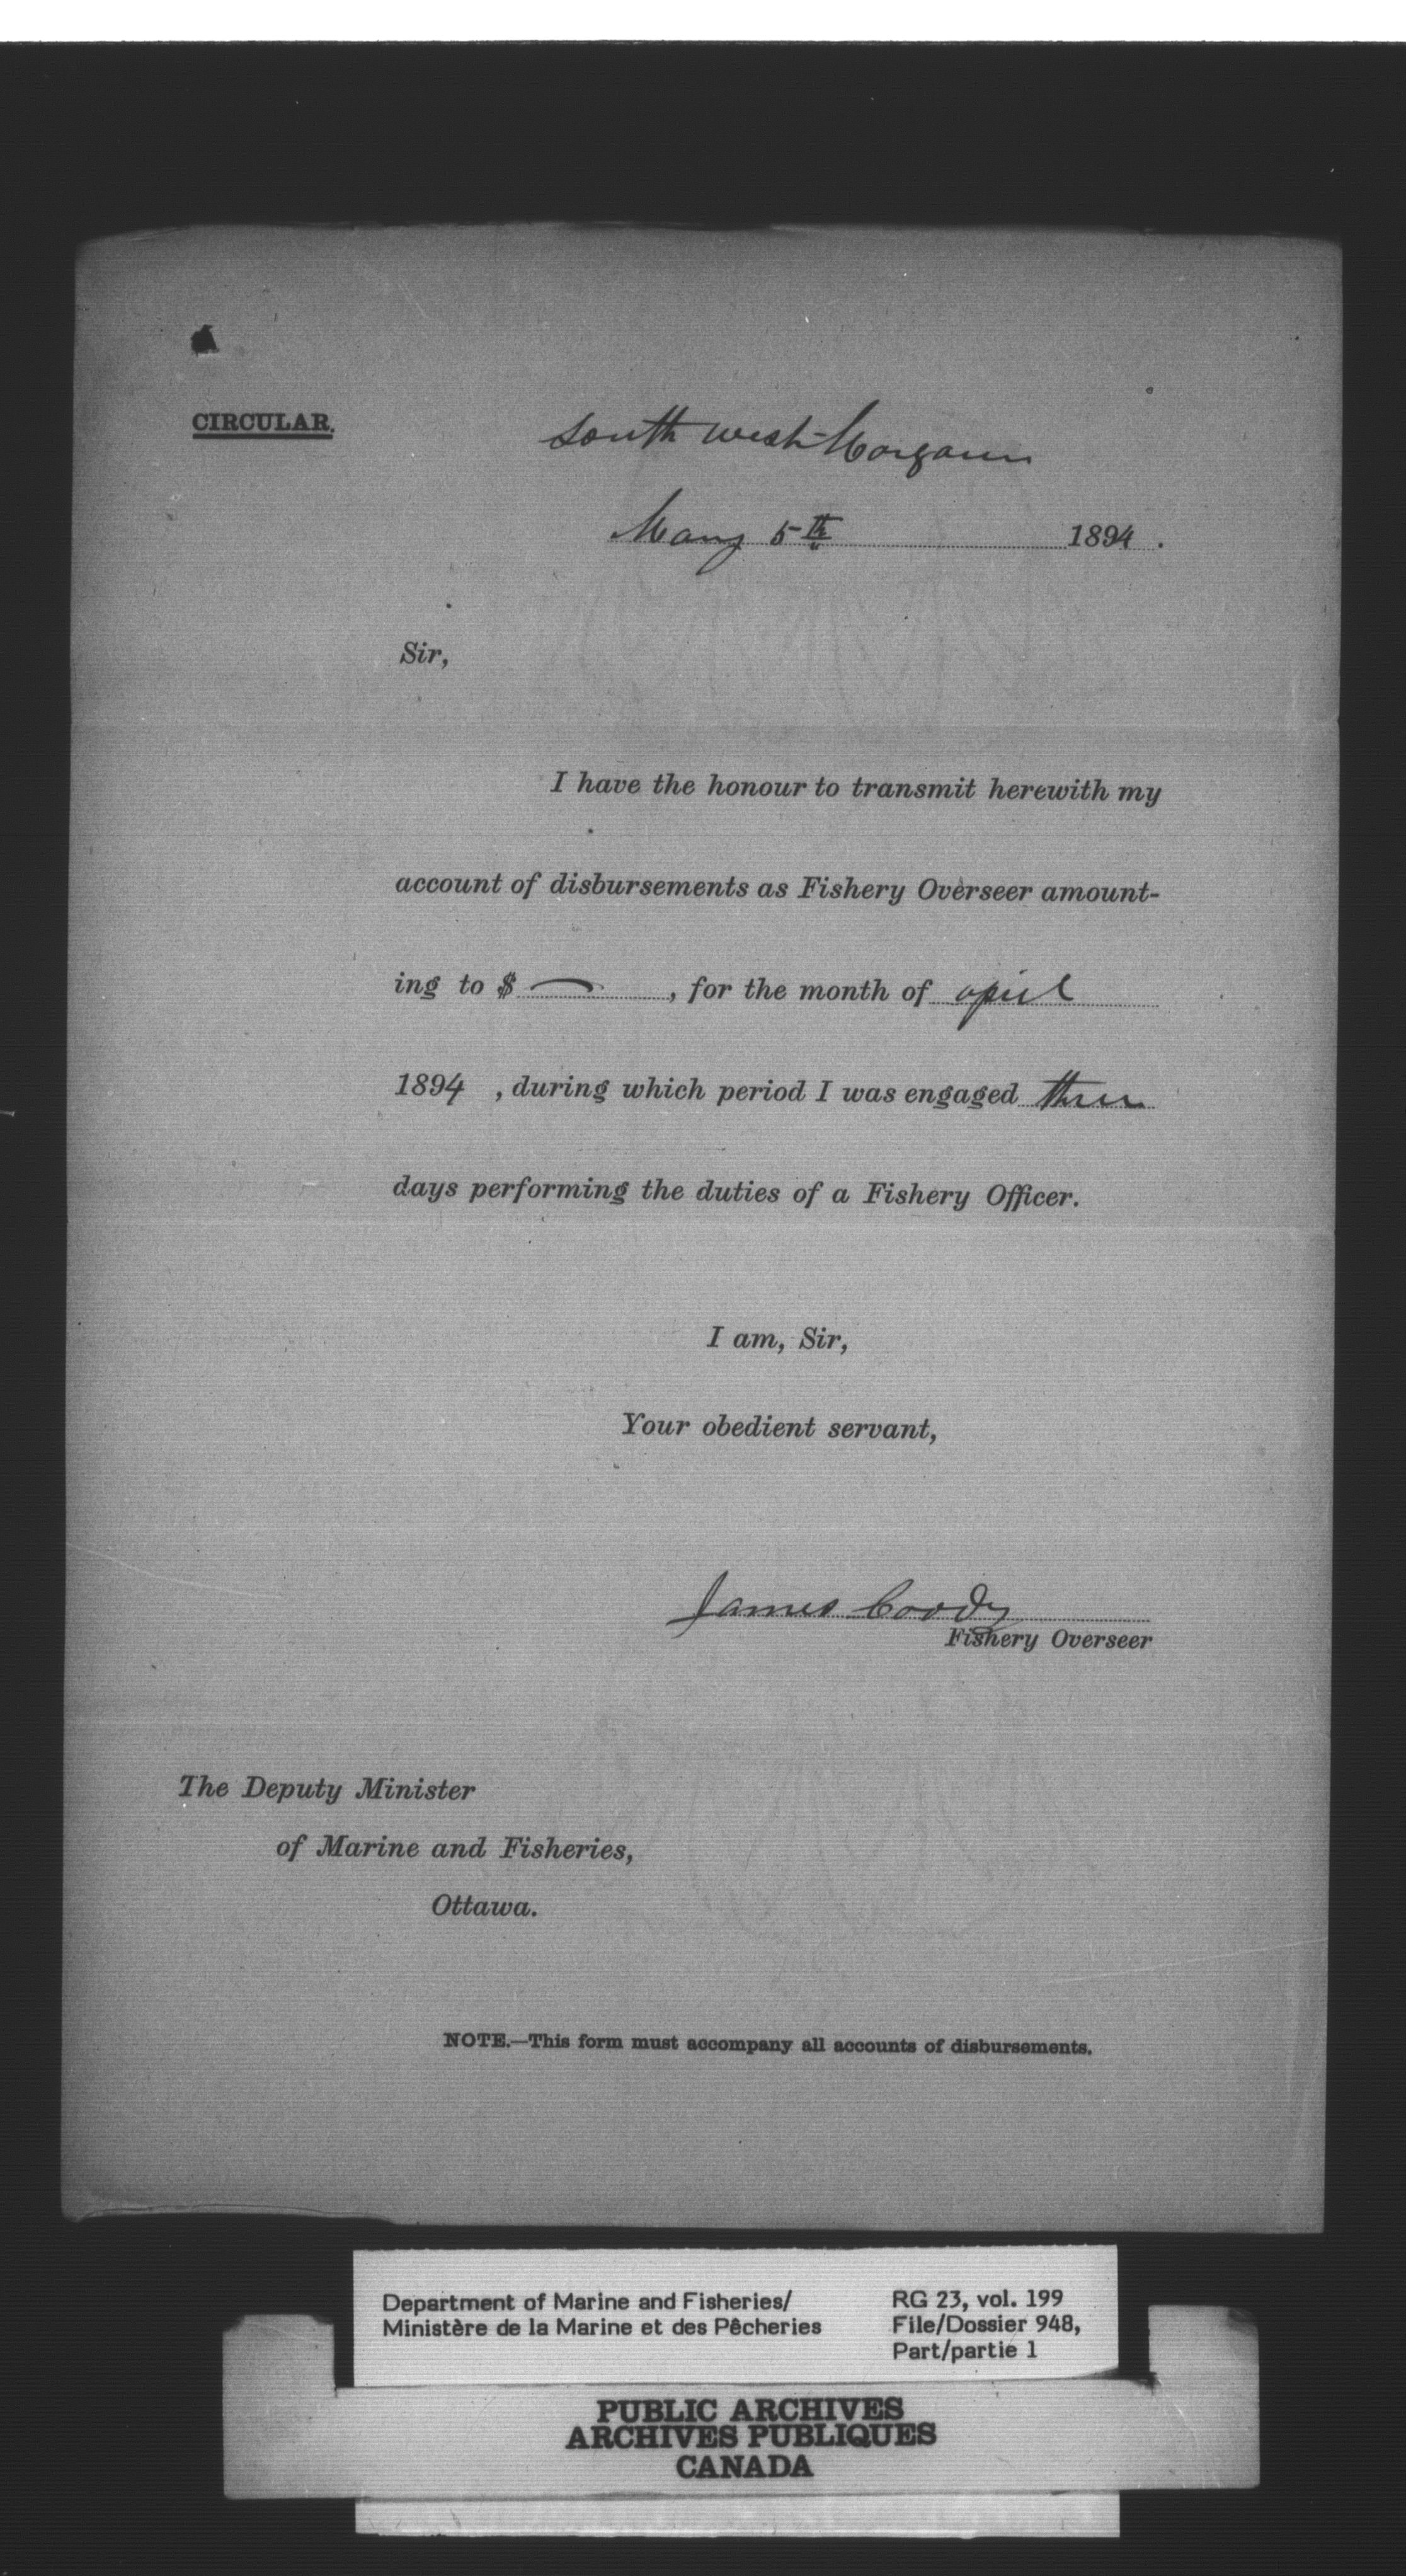 CIRCULAR.
South West Margaree
May 5th 1894.
Sir,
I have the honour to transmit herewith my
account of disbursements as Fishery Overseer amount-
ing to $ —, for the month of april
1894, during which period I was engaged three
days performing the duties of a Fishery Officer.
I am, Sir,
Your obedient servant,
James Coady
Fishery Overseer
The Deputy Minister
of Marine and Fisheries,
Ottawa.
NOTE.—This form must accompany all accounts of disbursements.
Department of Marine and Fisheries/
Ministère de la Marine et des Pêcheries
RG 23, vol. 199
File/Dossier 948,
Part/partie 1
PUBLIC ARCHIVES
ARCHIVES PUBLIQUES
CANADA